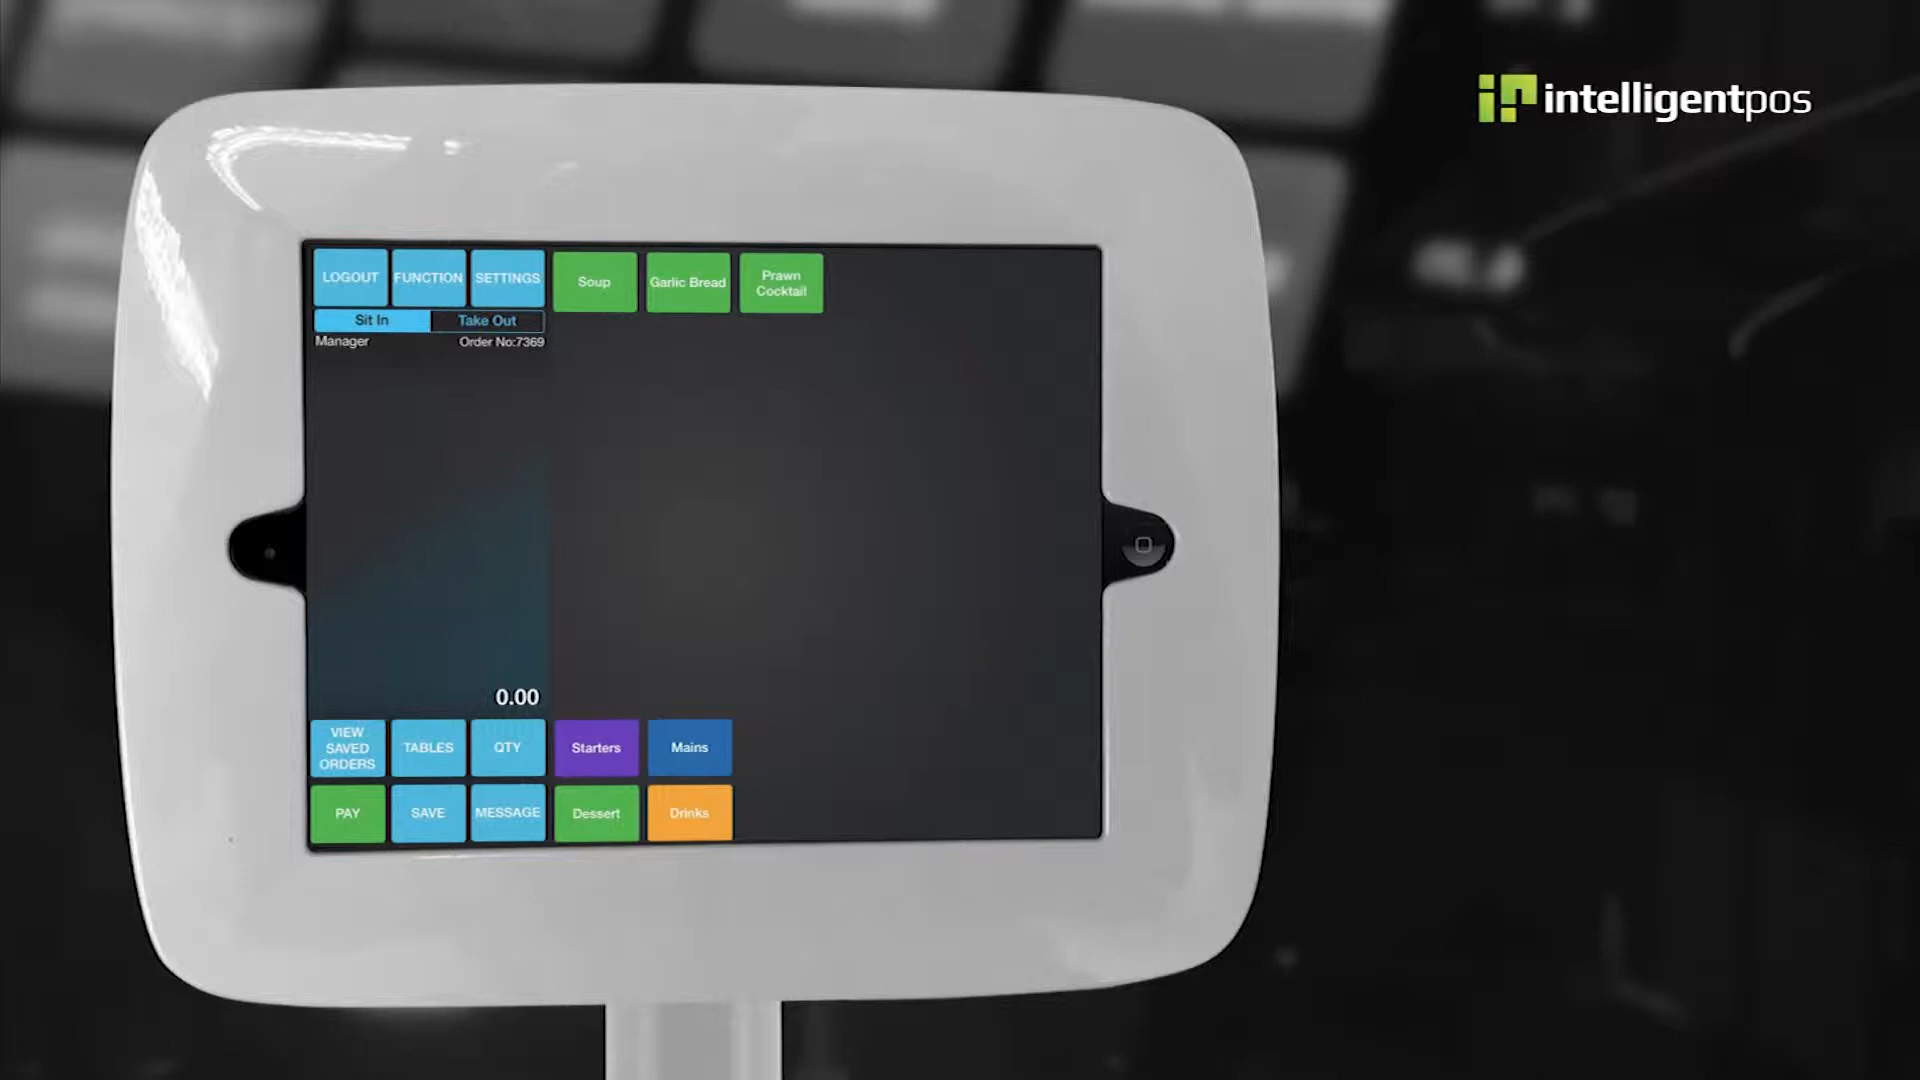 intelligentpos
LOGOUT FUNCTION SETTINGS
Soup
Garlic Bread
Prawn
Cocktail
Sit In
Take Out
Manager
Order No:7369
0.00
VIEW
SAVED
ORDERS
TABLES
QTY
Starters
Mains
PAY
SAVE
MESSAGE
Dessert
Drinks